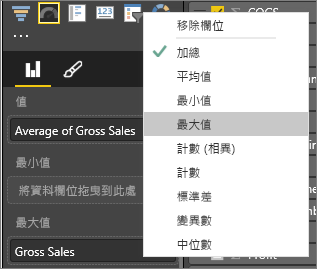 ...
值
Average of Gross Sales
最小值
將資料欄位拖曳到此處
最大值
Gross Sales
移除欄位
加總
平均值
最小值
最大值
計數 (相異)
計數
標準差
變異數
中位數
Σ COGS